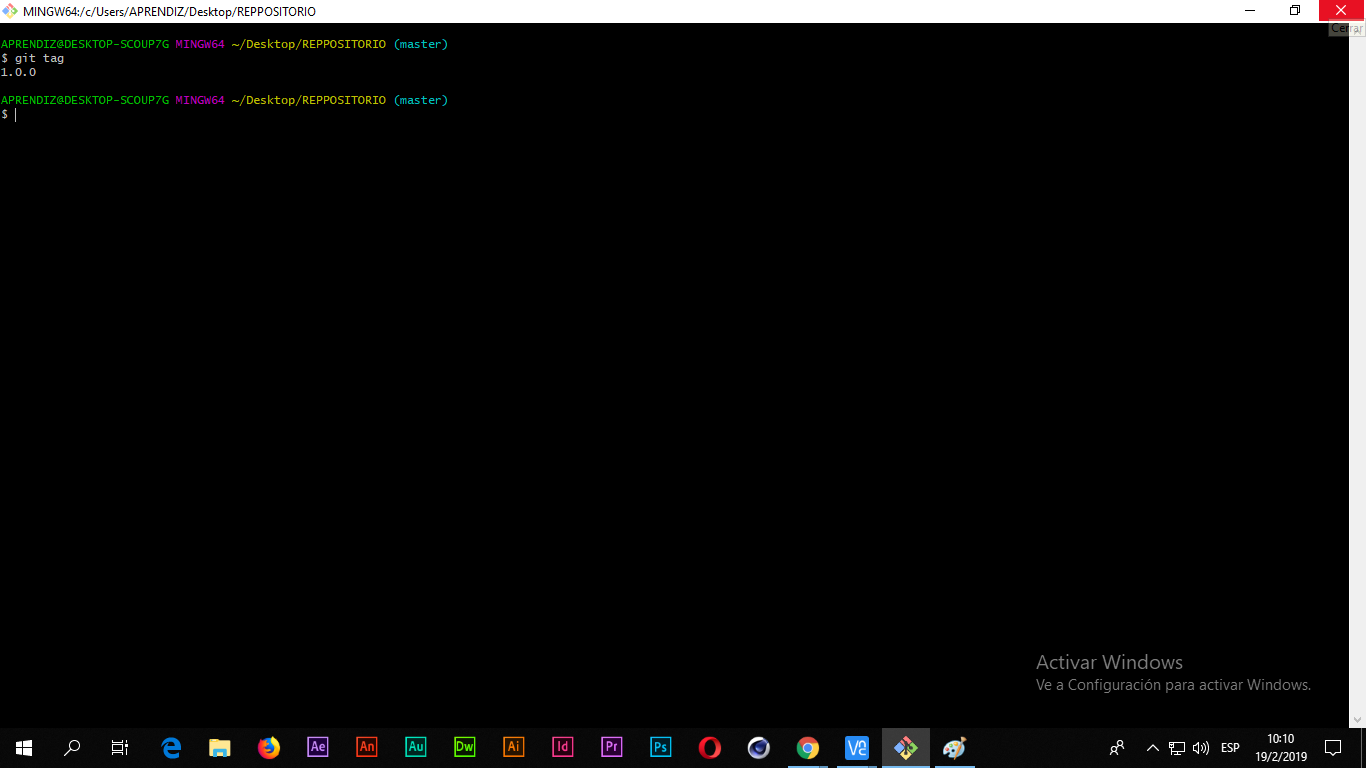 MINGW64:/c/Users/APRENDIZ/Desktop/REPPOSITORIO
Cerrar
APRENDIZ@DESKTOP-SCOUP7G MINGW64 ~/Desktop/REPPOSITORIO (master)
$ git tag
1.0.0
APRENDIZ@DESKTOP-SCOUP7G MINGW64 ~/Desktop/REPPOSITORIO (master)
$
Activar Windows
Ve a Configuración para activar Windows.
Ae An Au Dw Ai Id Pr Ps V2 ESP
10:10
19/2/2019